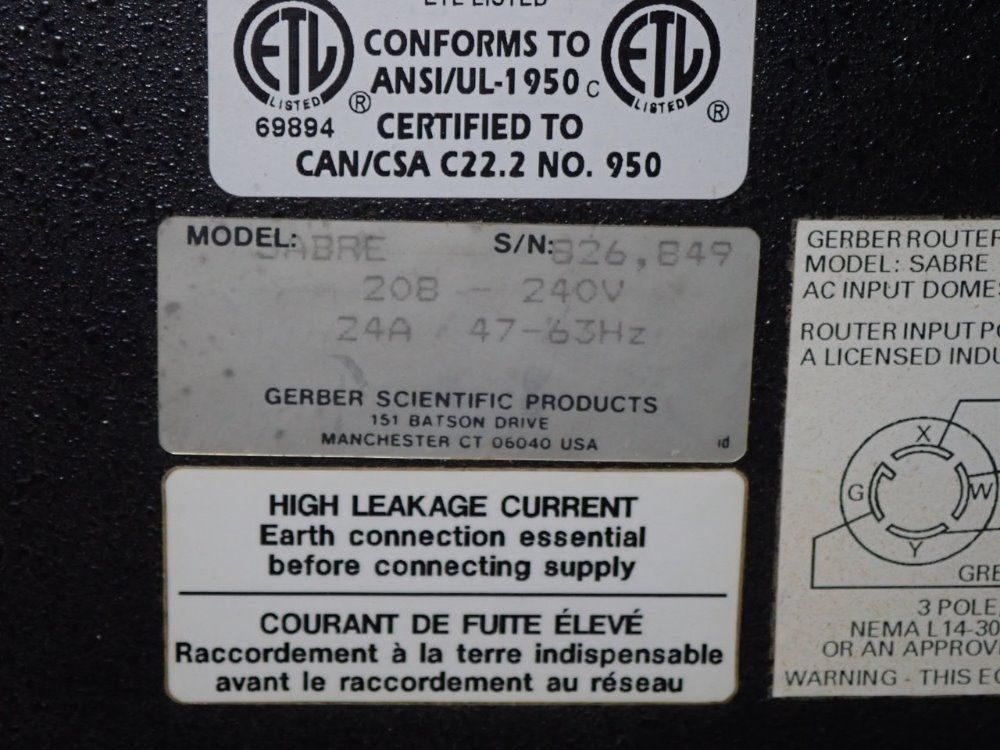 ETL LISTED
ETL LISTED ® CONFORMS TO C ETL LISTED ®
ANSI/UL-1950
69894 CERTIFIED TO
CAN/CSA C22.2 NO. 950
MODEL: SABRE S/N: 826,849
208 - 240V
24A 47-63Hz
GERBER SCIENTIFIC PRODUCTS
151 BATSON DRIVE
MANCHESTER CT 06040 USA
id
HIGH LEAKAGE CURRENT
Earth connection essential
before connecting supply
COURANT DE FUITE ÉLEVÉ
Raccordement à la terre indispensable
avant le raccordement au réseau
GERBER ROUTER
MODEL: SABRE
AC INPUT
ROUTER INPUT
A LICENSED
X
G
W
Y
3 POLE
NEMA L14-30
OR AN
WARNING - THIS